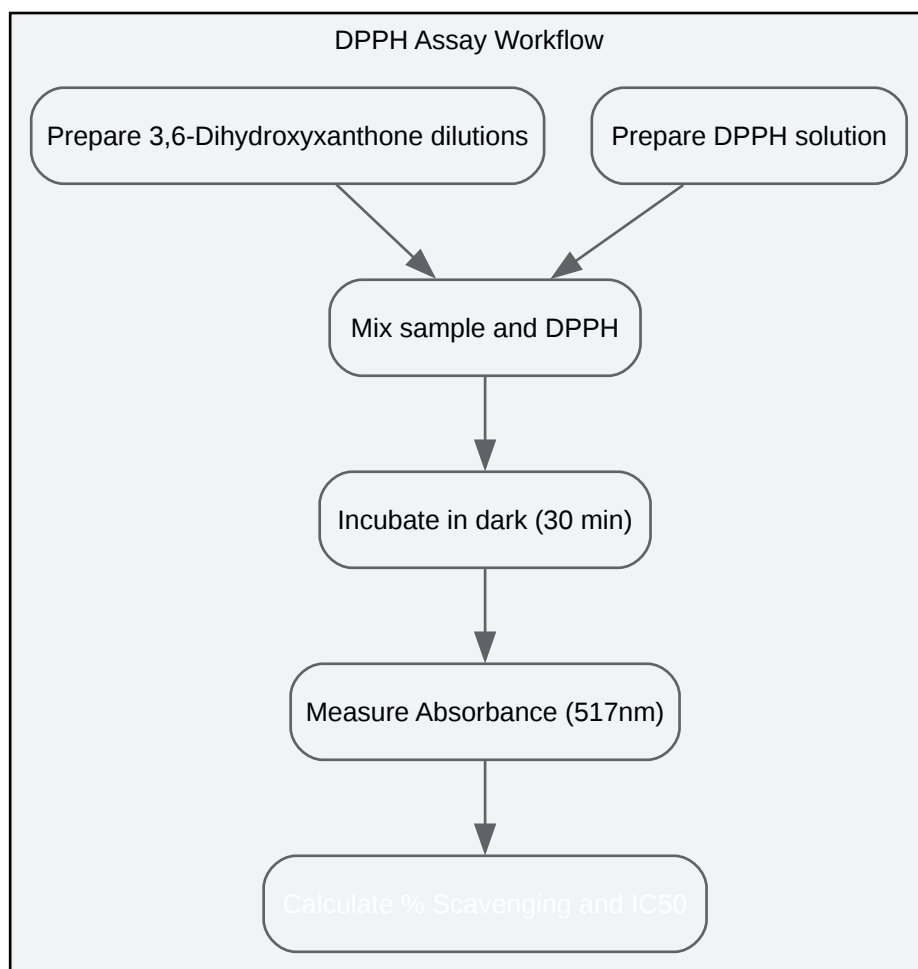 DPPH Assay Workflow
Prepare 3,6-Dihydroxyxanthone dilutions
Prepare DPPH solution
Mix sample and DPPH
Incubate in dark (30 min)
Measure Absorbance (517nm)
Calculate % Scavenging and IC50